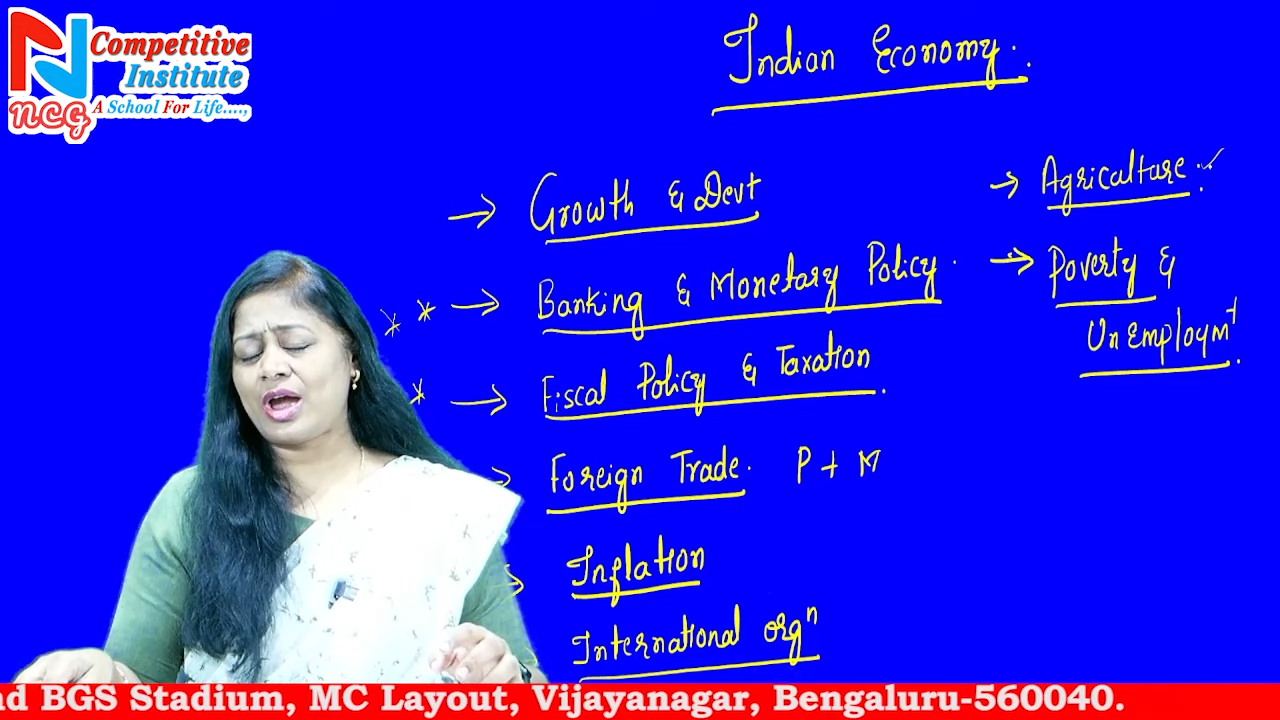 Competitive
Institute
NCG A School For Life....,
Indian Economy.
→ Growth & Devt
* * → Banking & Monetary Policy.
* → Fiscal Policy & Taxation.
Foreign Trade. P + M
Inflation
International orgⁿ
→ Agriculture. ✓
→ Poverty &
UnEmploymt.
nd BGS Stadium, MC Layout, Vijayanagar, Bengaluru-560040.